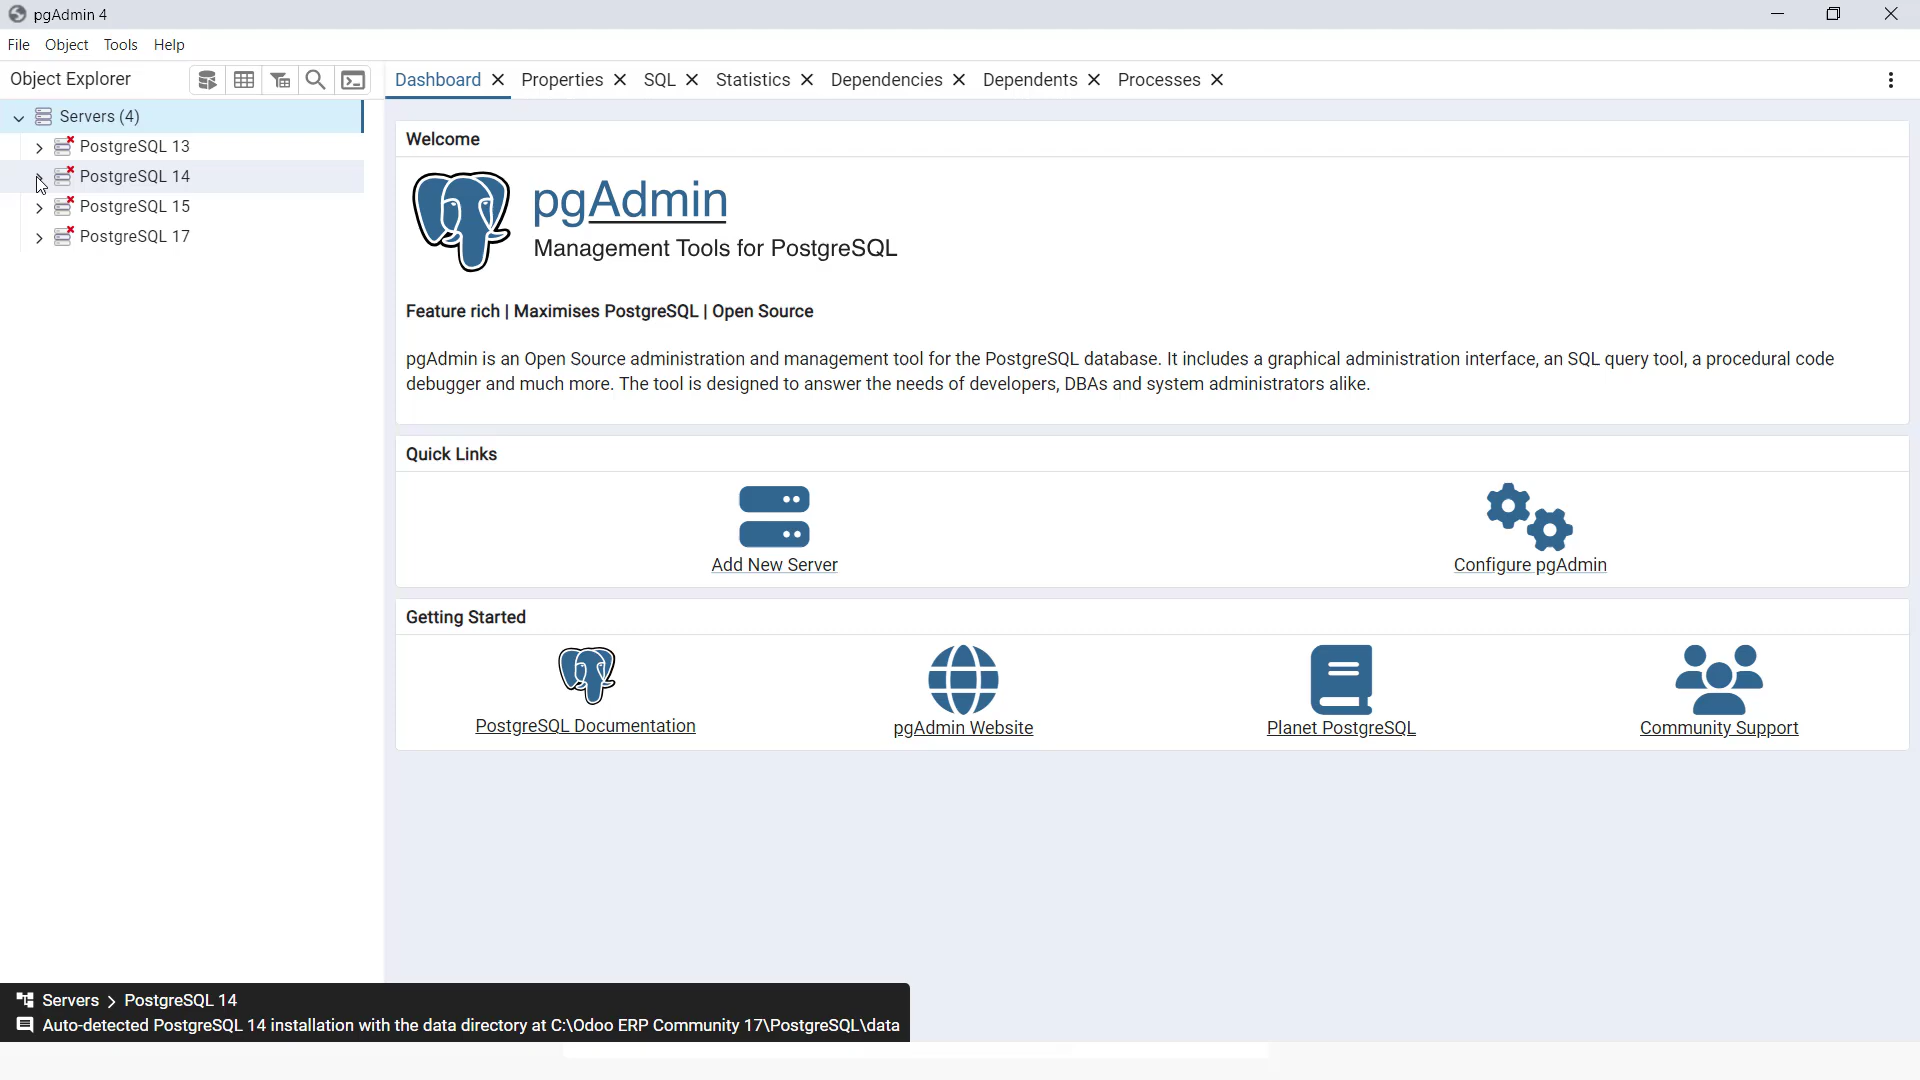 pgAdmin 4
File Object Tools Help
Object Explorer
Dashboard Properties SQL Statistics Dependencies Dependents Processes
Servers (4)
PostgreSQL 13
PostgreSQL 14
PostgreSQL 15
PostgreSQL 17
Welcome
pgAdmin
Management Tools for PostgreSQL
Feature rich | Maximises PostgreSQL | Open Source
pgAdmin is an Open Source administration and management tool for the PostgreSQL database. It includes a graphical administration interface, an SQL query tool, a procedural code
debugger and much more. The tool is designed to answer the needs of developers, DBAs and system administrators alike.
Quick Links
Add New Server
Configure pgAdmin
Getting Started
PostgreSQL Documentation
pgAdmin Website
Planet PostgreSQL
Community Support
Servers > PostgreSQL 14
Auto-detected PostgreSQL 14 installation with the data directory at C:\Odoo ERP Community 17\PostgreSQL\data